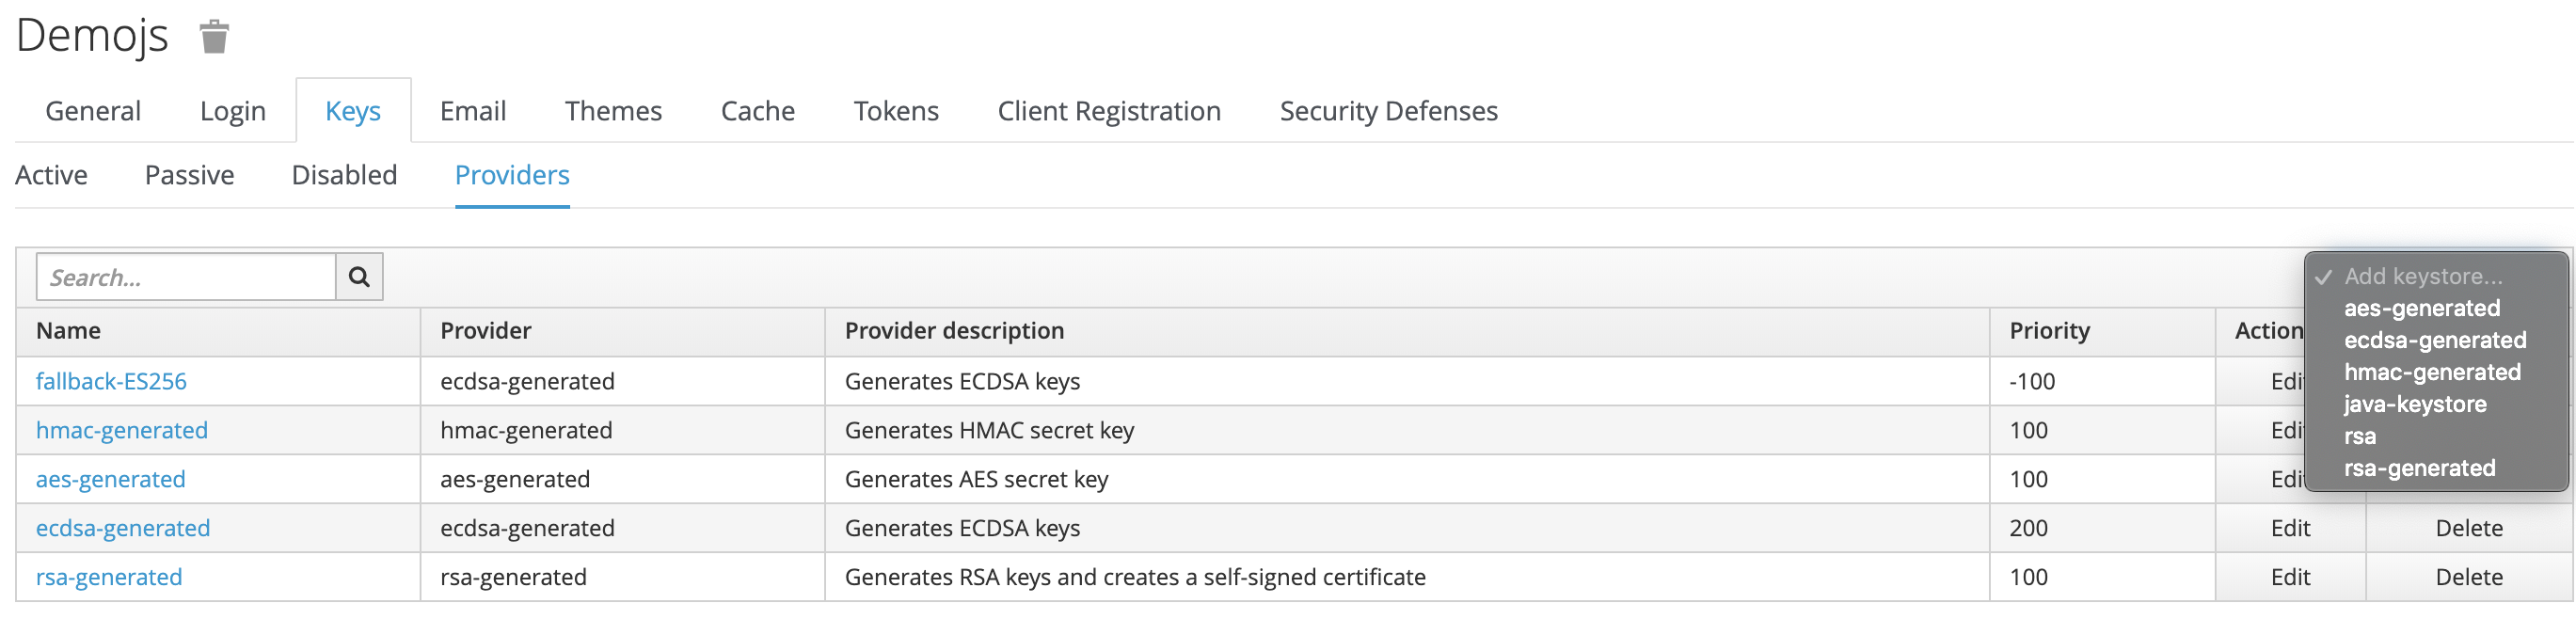 Demojs
General Login Keys Email Themes Cache Tokens Client Registration Security Defenses
Active Passive Disabled Providers
Search...
Add keystore...
aes-generated
ecdsa-generated
hmac-generated
java-keystore
rsa
rsa-generated
Name Provider Provider description Priority Action
fallback-ES256 ecdsa-generated Generates ECDSA keys -100 Edit
hmac-generated hmac-generated Generates HMAC secret key 100 Edit
aes-generated aes-generated Generates AES secret key 100 Edit
ecdsa-generated ecdsa-generated Generates ECDSA keys 200 Edit Delete
rsa-generated rsa-generated Generates RSA keys and creates a self-signed certificate 100 Edit Delete